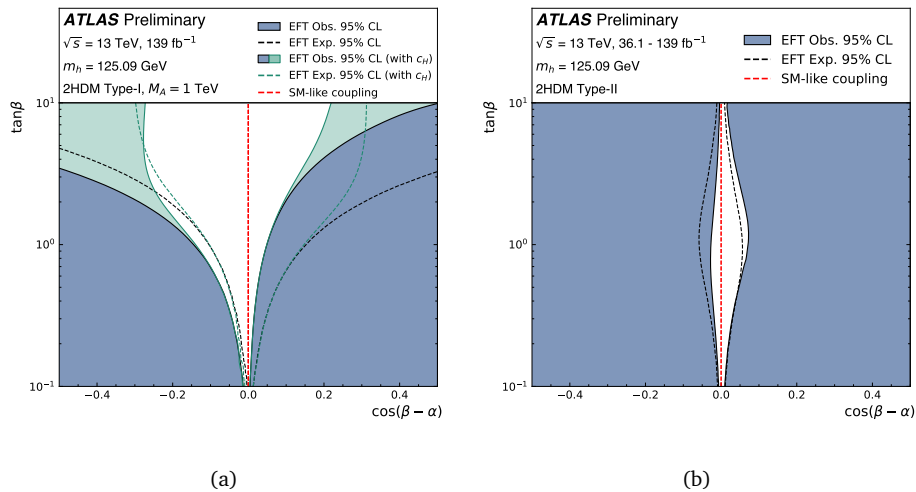 ATLAS Preliminary
√s = 13 TeV, 139 fb⁻¹
m_h = 125.09 GeV
2HDM Type-I, M_A = 1 TeV
EFT Obs. 95% CL
EFT Exp. 95% CL
EFT Obs. 95% CL (with c_H)
EFT Exp. 95% CL (with c_H)
SM-like coupling
tanβ
10¹
10⁰
10⁻¹
−0.4 −0.2 0.0 0.2 0.4
cos(β − α)
(a)
ATLAS Preliminary
√s = 13 TeV, 36.1 - 139 fb⁻¹
m_h = 125.09 GeV
2HDM Type-II
EFT Obs. 95% CL
EFT Exp. 95% CL
SM-like coupling
tanβ
10¹
10⁰
10⁻¹
−0.4 −0.2 0.0 0.2 0.4
cos(β − α)
(b)